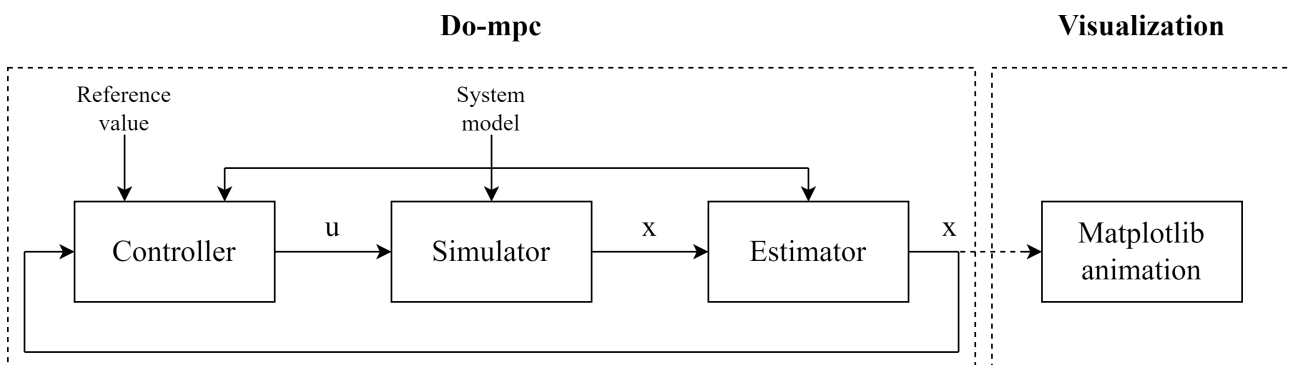 Do-mpc
Visualization
Reference
value
System
model
Controller
u
Simulator
x
Estimator
x
Matplotlib
animation